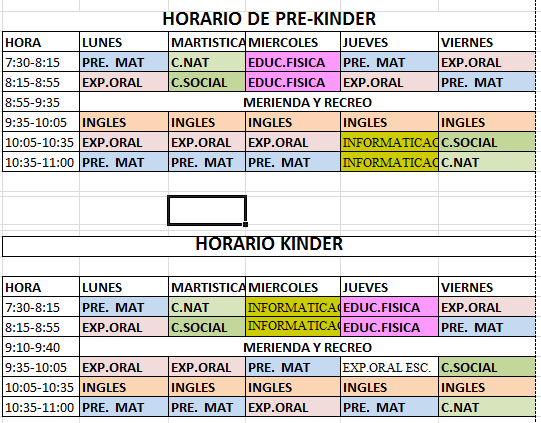 HORARIO DE PRE-KINDER
HORA LUNES MARTISTICA MIERCOLES JUEVES VIERNES
7:30-8:15 PRE. MAT C.NAT EDUC.FISICA PRE. MAT EXP.ORAL
8:15-8:55 EXP.ORAL C.SOCIAL EDUC.FISICA EXP.ORAL PRE. MAT
8:55-9:35 MERIENDA Y RECREO
9:35-10:05 INGLES INGLES INGLES INGLES INGLES
10:05-10:35 EXP.ORAL EXP.ORAL EXP.ORAL INFORMATICAC C.SOCIAL
10:35-11:00 PRE. MAT PRE. MAT PRE. MAT INFORMATICAC C.NAT
HORARIO KINDER
HORA LUNES MARTISTICA MIERCOLES JUEVES VIERNES
7:30-8:15 PRE. MAT C.NAT INFORMATICAC EDUC.FISICA EXP.ORAL
8:15-8:55 EXP.ORAL C.SOCIAL INFORMATICAC EDUC.FISICA PRE. MAT
9:10-9:40 MERIENDA Y RECREO
9:35-10:05 EXP.ORAL EXP.ORAL PRE. MAT EXP.ORAL ESC. C.SOCIAL
10:05-10:35 INGLES INGLES INGLES INGLES INGLES
10:35-11:00 PRE. MAT PRE. MAT EXP.ORAL PRE. MAT C.NAT